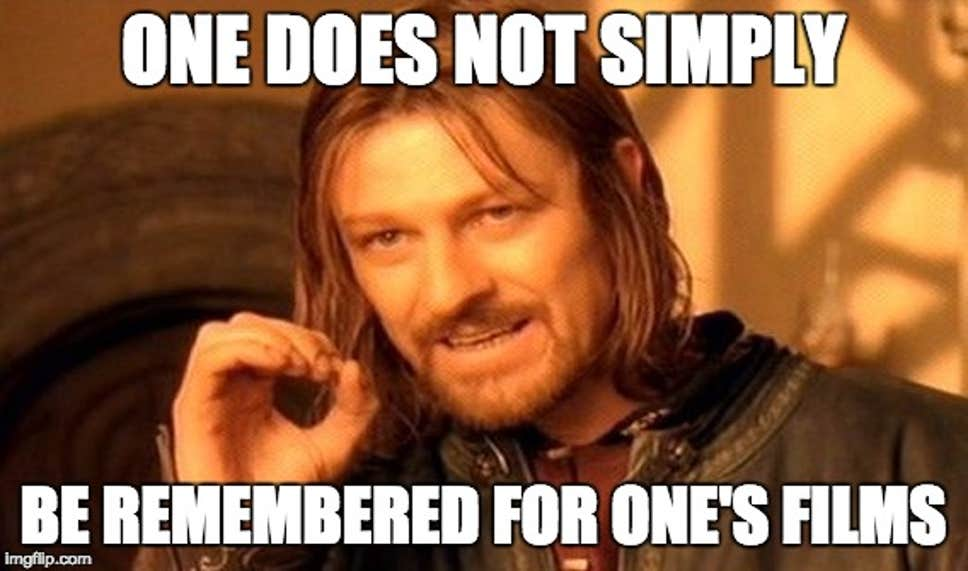 ONE DOES NOT SIMPLY
BE REMEMBERED FOR ONE'S FILMS
imgflip.com